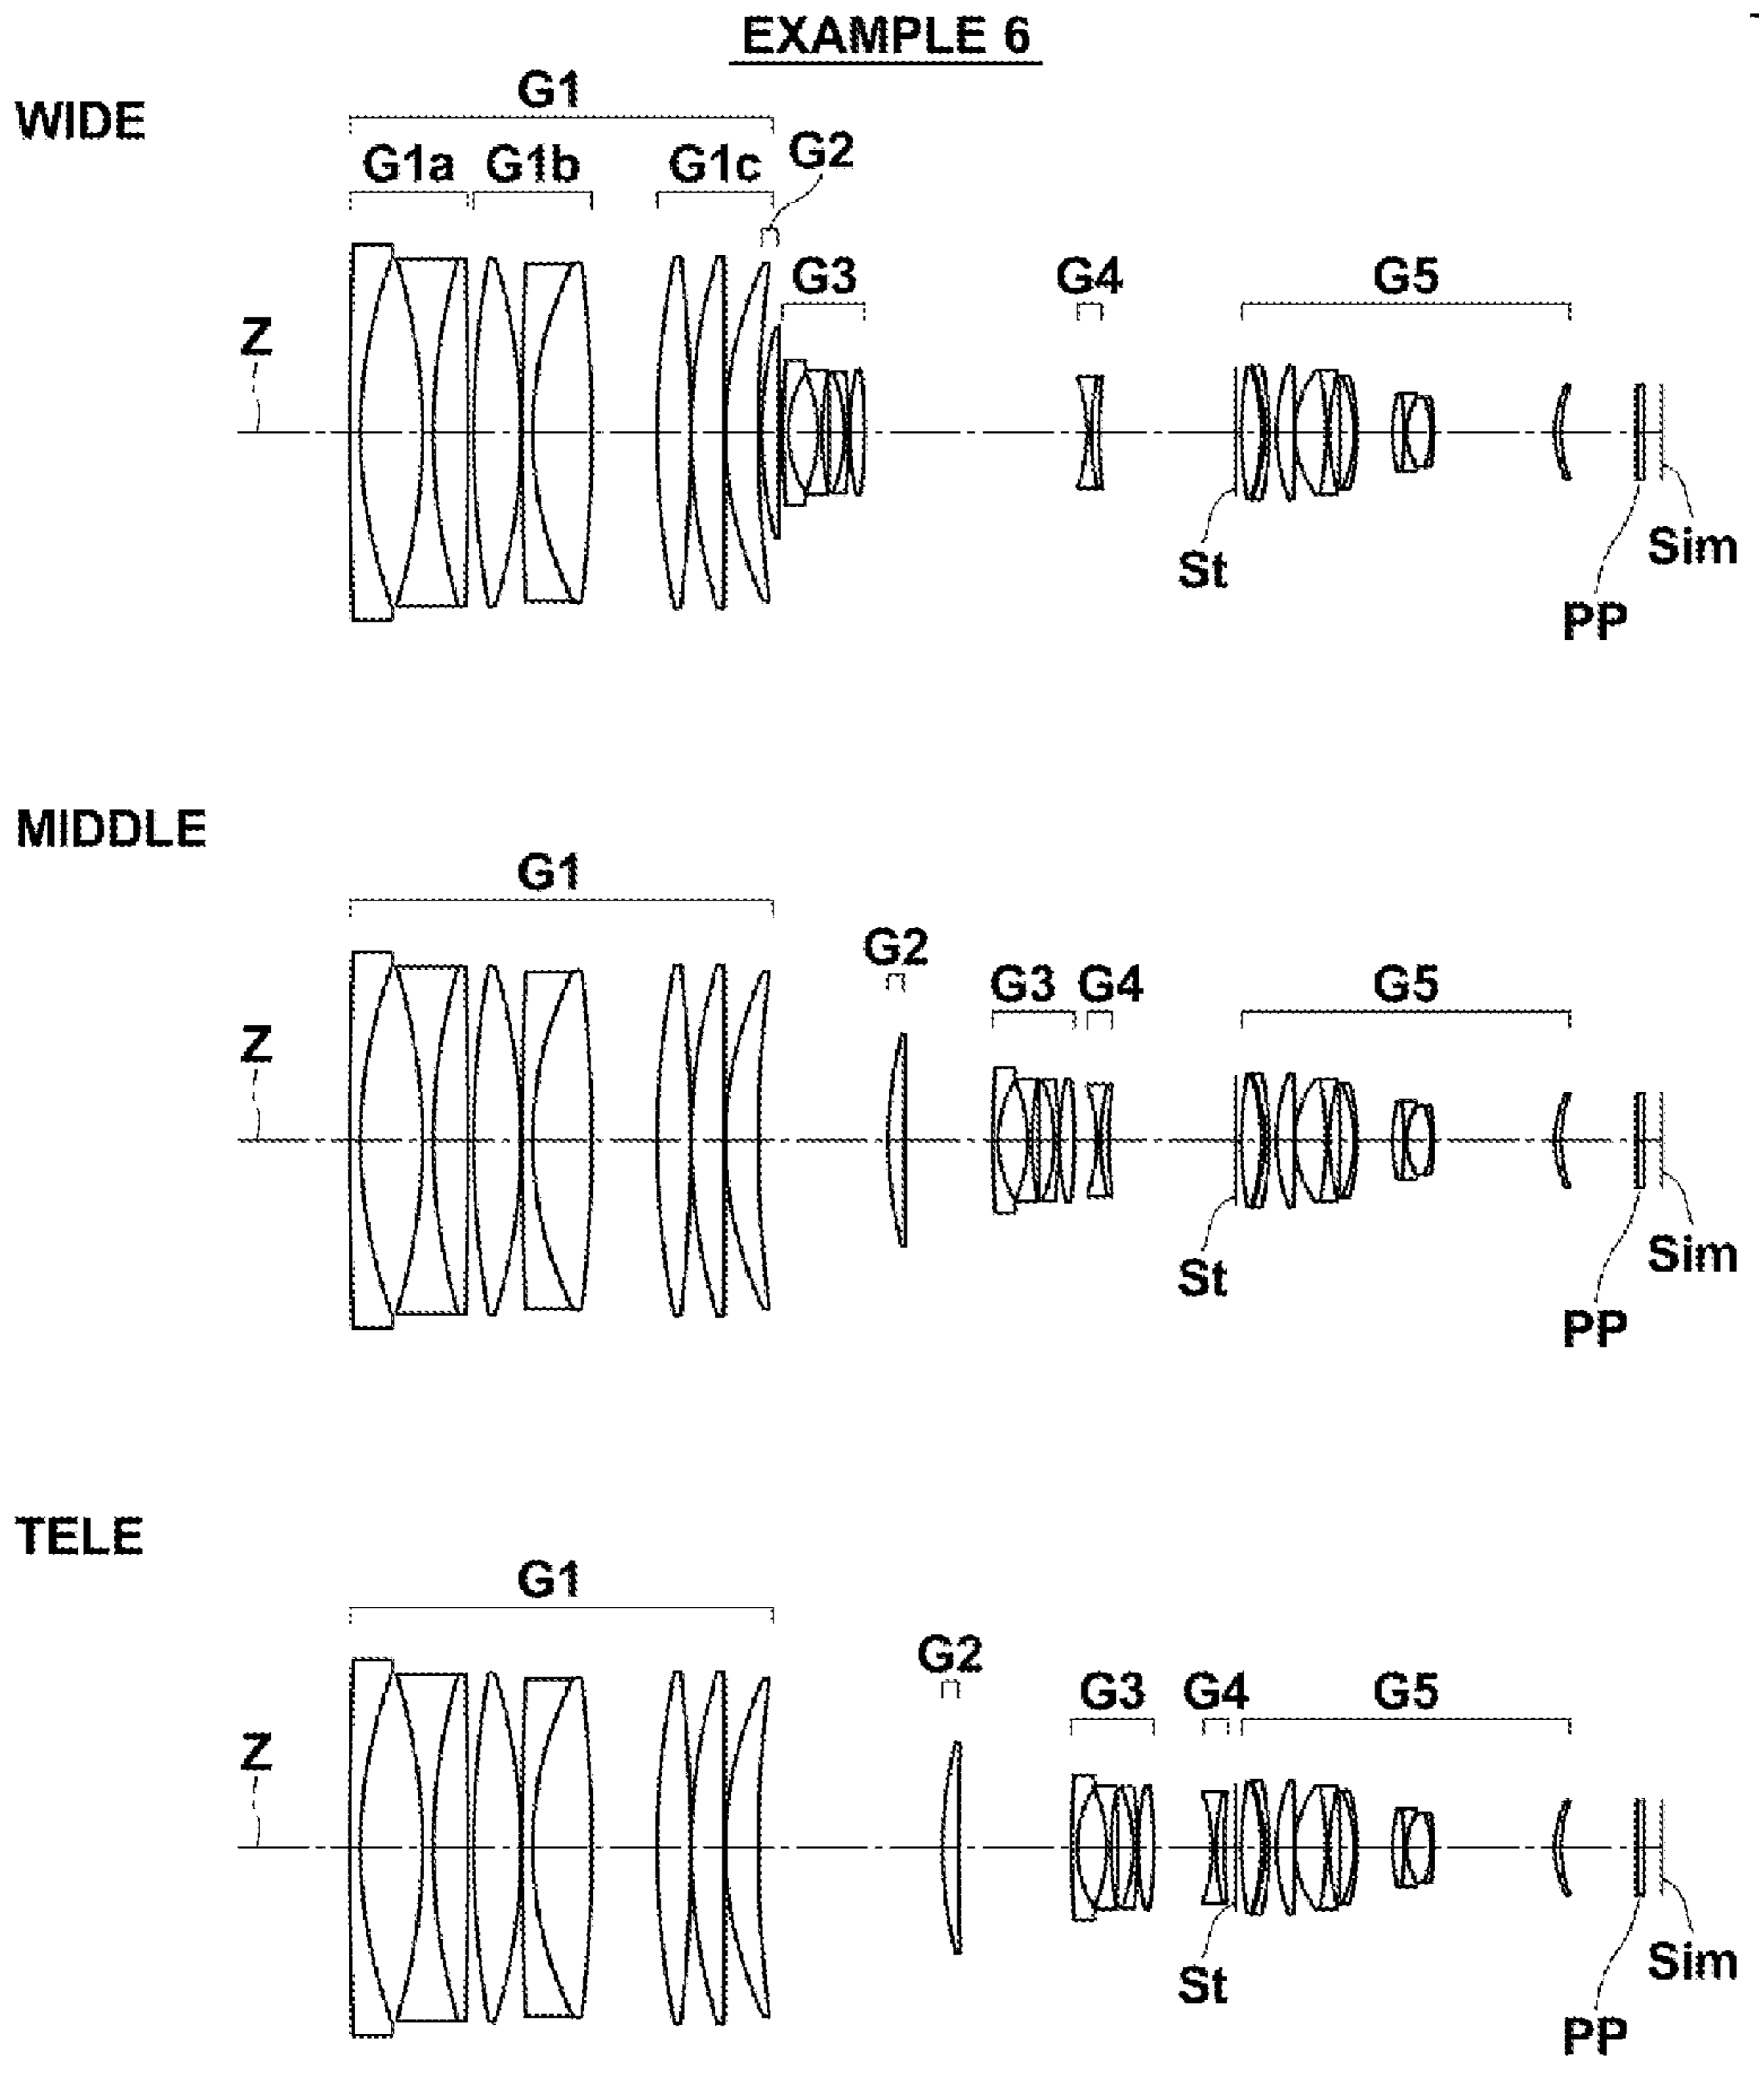 EXAMPLE 6
WIDE
G1
G1a G1b G1c G2
G3 G4 G5
Z
St
Sim
PP
MIDDLE
G1
G2
G3 G4 G5
Z
St
Sim
PP
TELE
G1
G2
G3 G4 G5
Z
St
Sim
PP